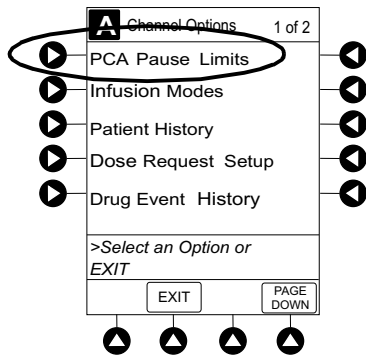 A Channel Options 1 of 2
PCA Pause Limits
Infusion Modes
Patient History
Dose Request Setup
Drug Event History
>Select an Option or
EXIT
EXIT PAGE
DOWN